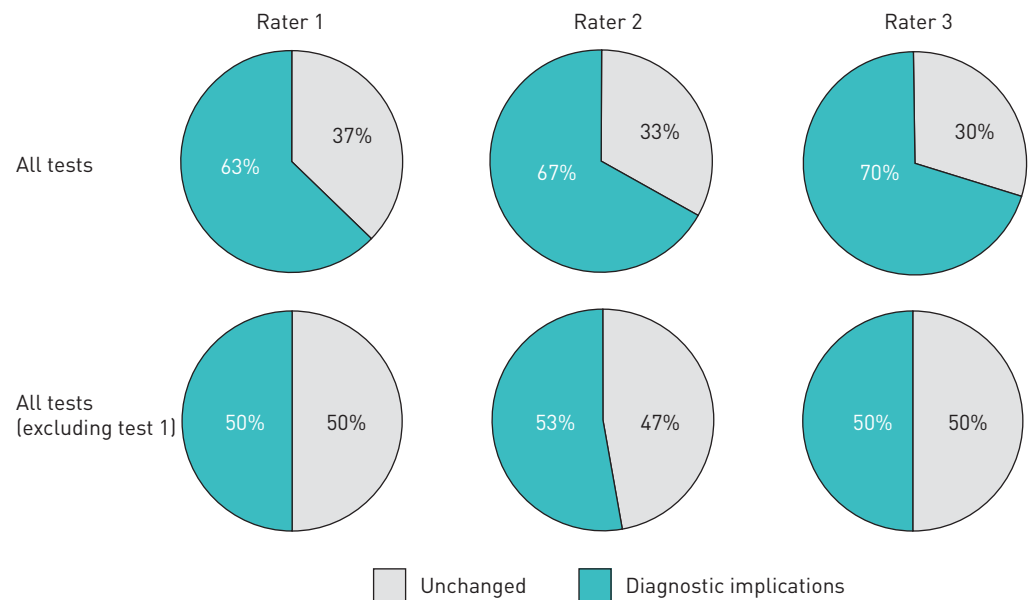 Rater 1
Rater 2
Rater 3
All tests
63%
37%
67%
33%
70%
30%
All tests
(excluding test 1)
50%
50%
53%
47%
50%
50%
Unchanged
Diagnostic implications